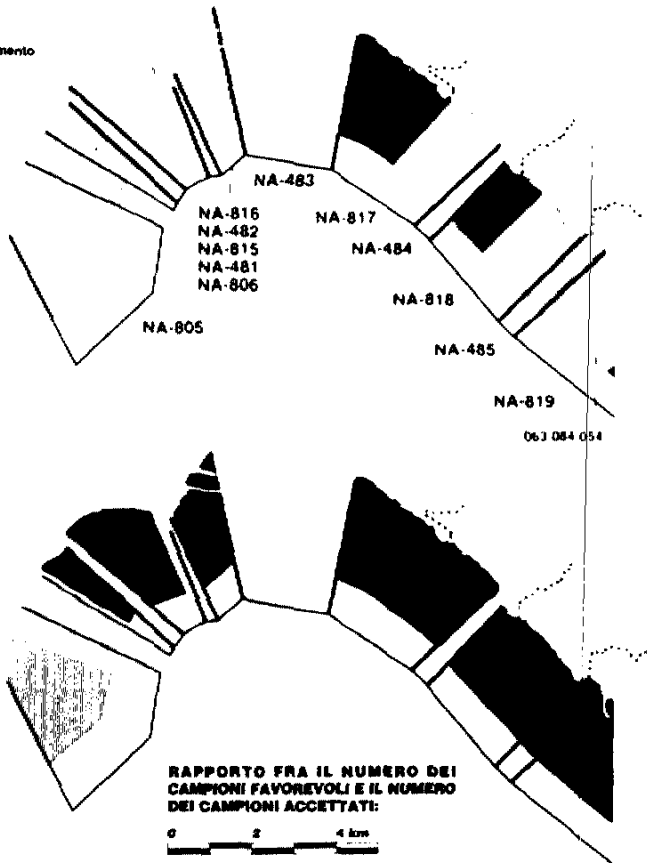 NA-483
NA-816
NA-482
NA-815
NA-481
NA-806
NA-817
NA-484
NA-818
NA-805
NA-485
NA-819
063 084 054
RAPPORTO FRA IL NUMERO DEI
CAMPIONI FAVOREVOLI E IL NUMERO
DEI CAMPIONI ACCETTATI:
0 2 4 km